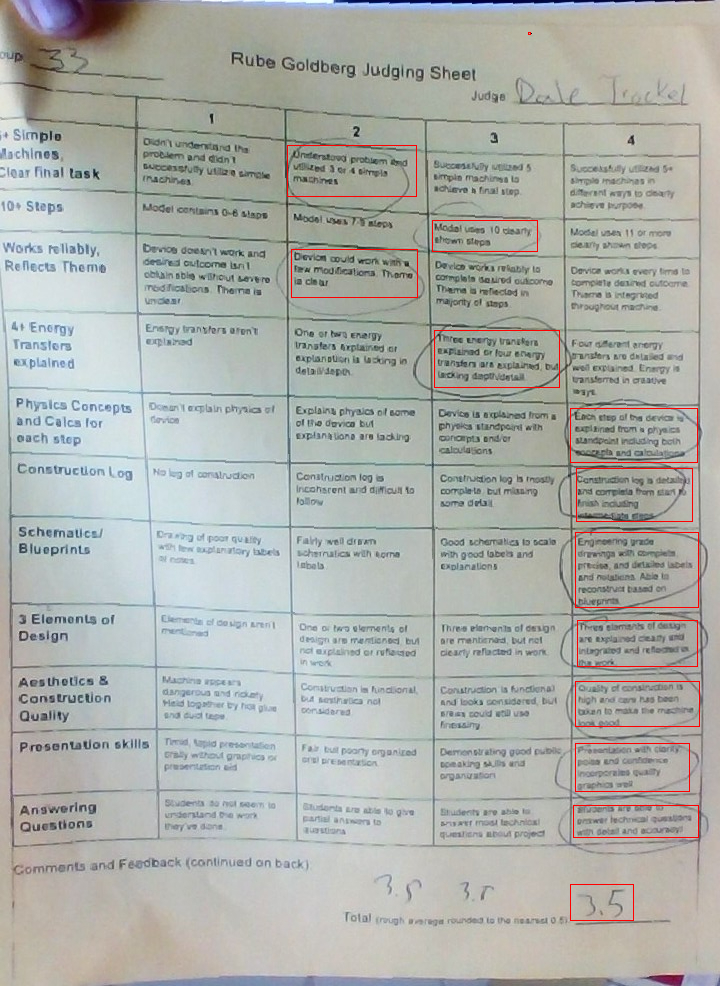 Group 33
Rube Goldberg Judging Sheet
Judge Dale Trockel
1 2 3 4
5+ Simple Machines, Clear final task
Didn't understand the problem and didn't successfully utilize simple machines.
Understood problem and utilized 3 or 4 simple machines
Successfully utilized 5 simple machines to achieve a final step.
Successfully utilized 5+ simple machines in different ways to clearly achieve purpose.
10+ Steps
Model contains 0-6 steps
Model uses 7-9 steps
Model uses 10 clearly shown steps
Model uses 11 or more clearly shown steps.
Works reliably, Reflects Theme
Device doesn't work and desired outcome isn't obtainable without severe modifications. Theme is unclear
Device could work with a few modifications. Theme is clear
Device works reliably to complete desired outcome Theme is reflected in majority of steps.
Device works every time to complete desired outcome. Theme is integrated throughout machine.
4+ Energy Transfers explained
Energy transfers aren't explained
One or two energy transfers explained or explanation is lacking in detail/depth.
Three energy transfers explained or four energy transfers are explained, but lacking depth/detail.
Four different energy transfers are detailed and well explained. Energy is transferred in creative ways.
Physics Concepts and Calcs for each step
Doesn't explain physics of device
Explains physics of some of the device but explanations are lacking
Device is explained from a physics standpoint with concepts and/or calculations
Each step of the device is explained from a physics standpoint including both concepts and calculations
Construction Log
No log of construction
Construction log is incoherent and difficult to follow
Construction log is mostly complete, but missing some detail
Construction log is detailed and complete from start to finish including intermediate steps
Schematics/ Blueprints
Drawing of poor quality with few explanatory labels or notes.
Fairly well drawn schematics with some labels
Good schematics to scale with good labels and explanations
Engineering grade drawings with complete, precise, and detailed labels and notations. Able to reconstruct based on blueprints
3 Elements of Design
Elements of design aren't mentioned
One or two elements of design are mentioned, but not explained or reflected in work.
Three elements of design are mentioned, but not clearly reflected in work.
Three elements of design are explained clearly and integrated and reflected in the work.
Aesthetics & Construction Quality
Machine appears dangerous and rickety. Held together by hot glue and duct tape.
Construction is functional, but aesthetics not considered.
Construction is functional and looks considered, but areas could still use finessing.
Quality of construction is high and care has been taken to make the machine look good
Presentation skills
Timid, tepid presentation orally without graphics or presentation aid
Fair but poorly organized oral presentation.
Demonstrating good public speaking skills and organization
Presentation with clarity, poise and confidence incorporates quality graphics well
Answering Questions
Students do not seem to understand the work they've done.
Students are able to give partial answers to questions
Students are able to answer most technical questions about project
Students are able to answer technical questions with detail and accuracy!
Comments and Feedback (continued on back)
3.5 3.8
Total (rough average rounded to the nearest 0.5) 3.5